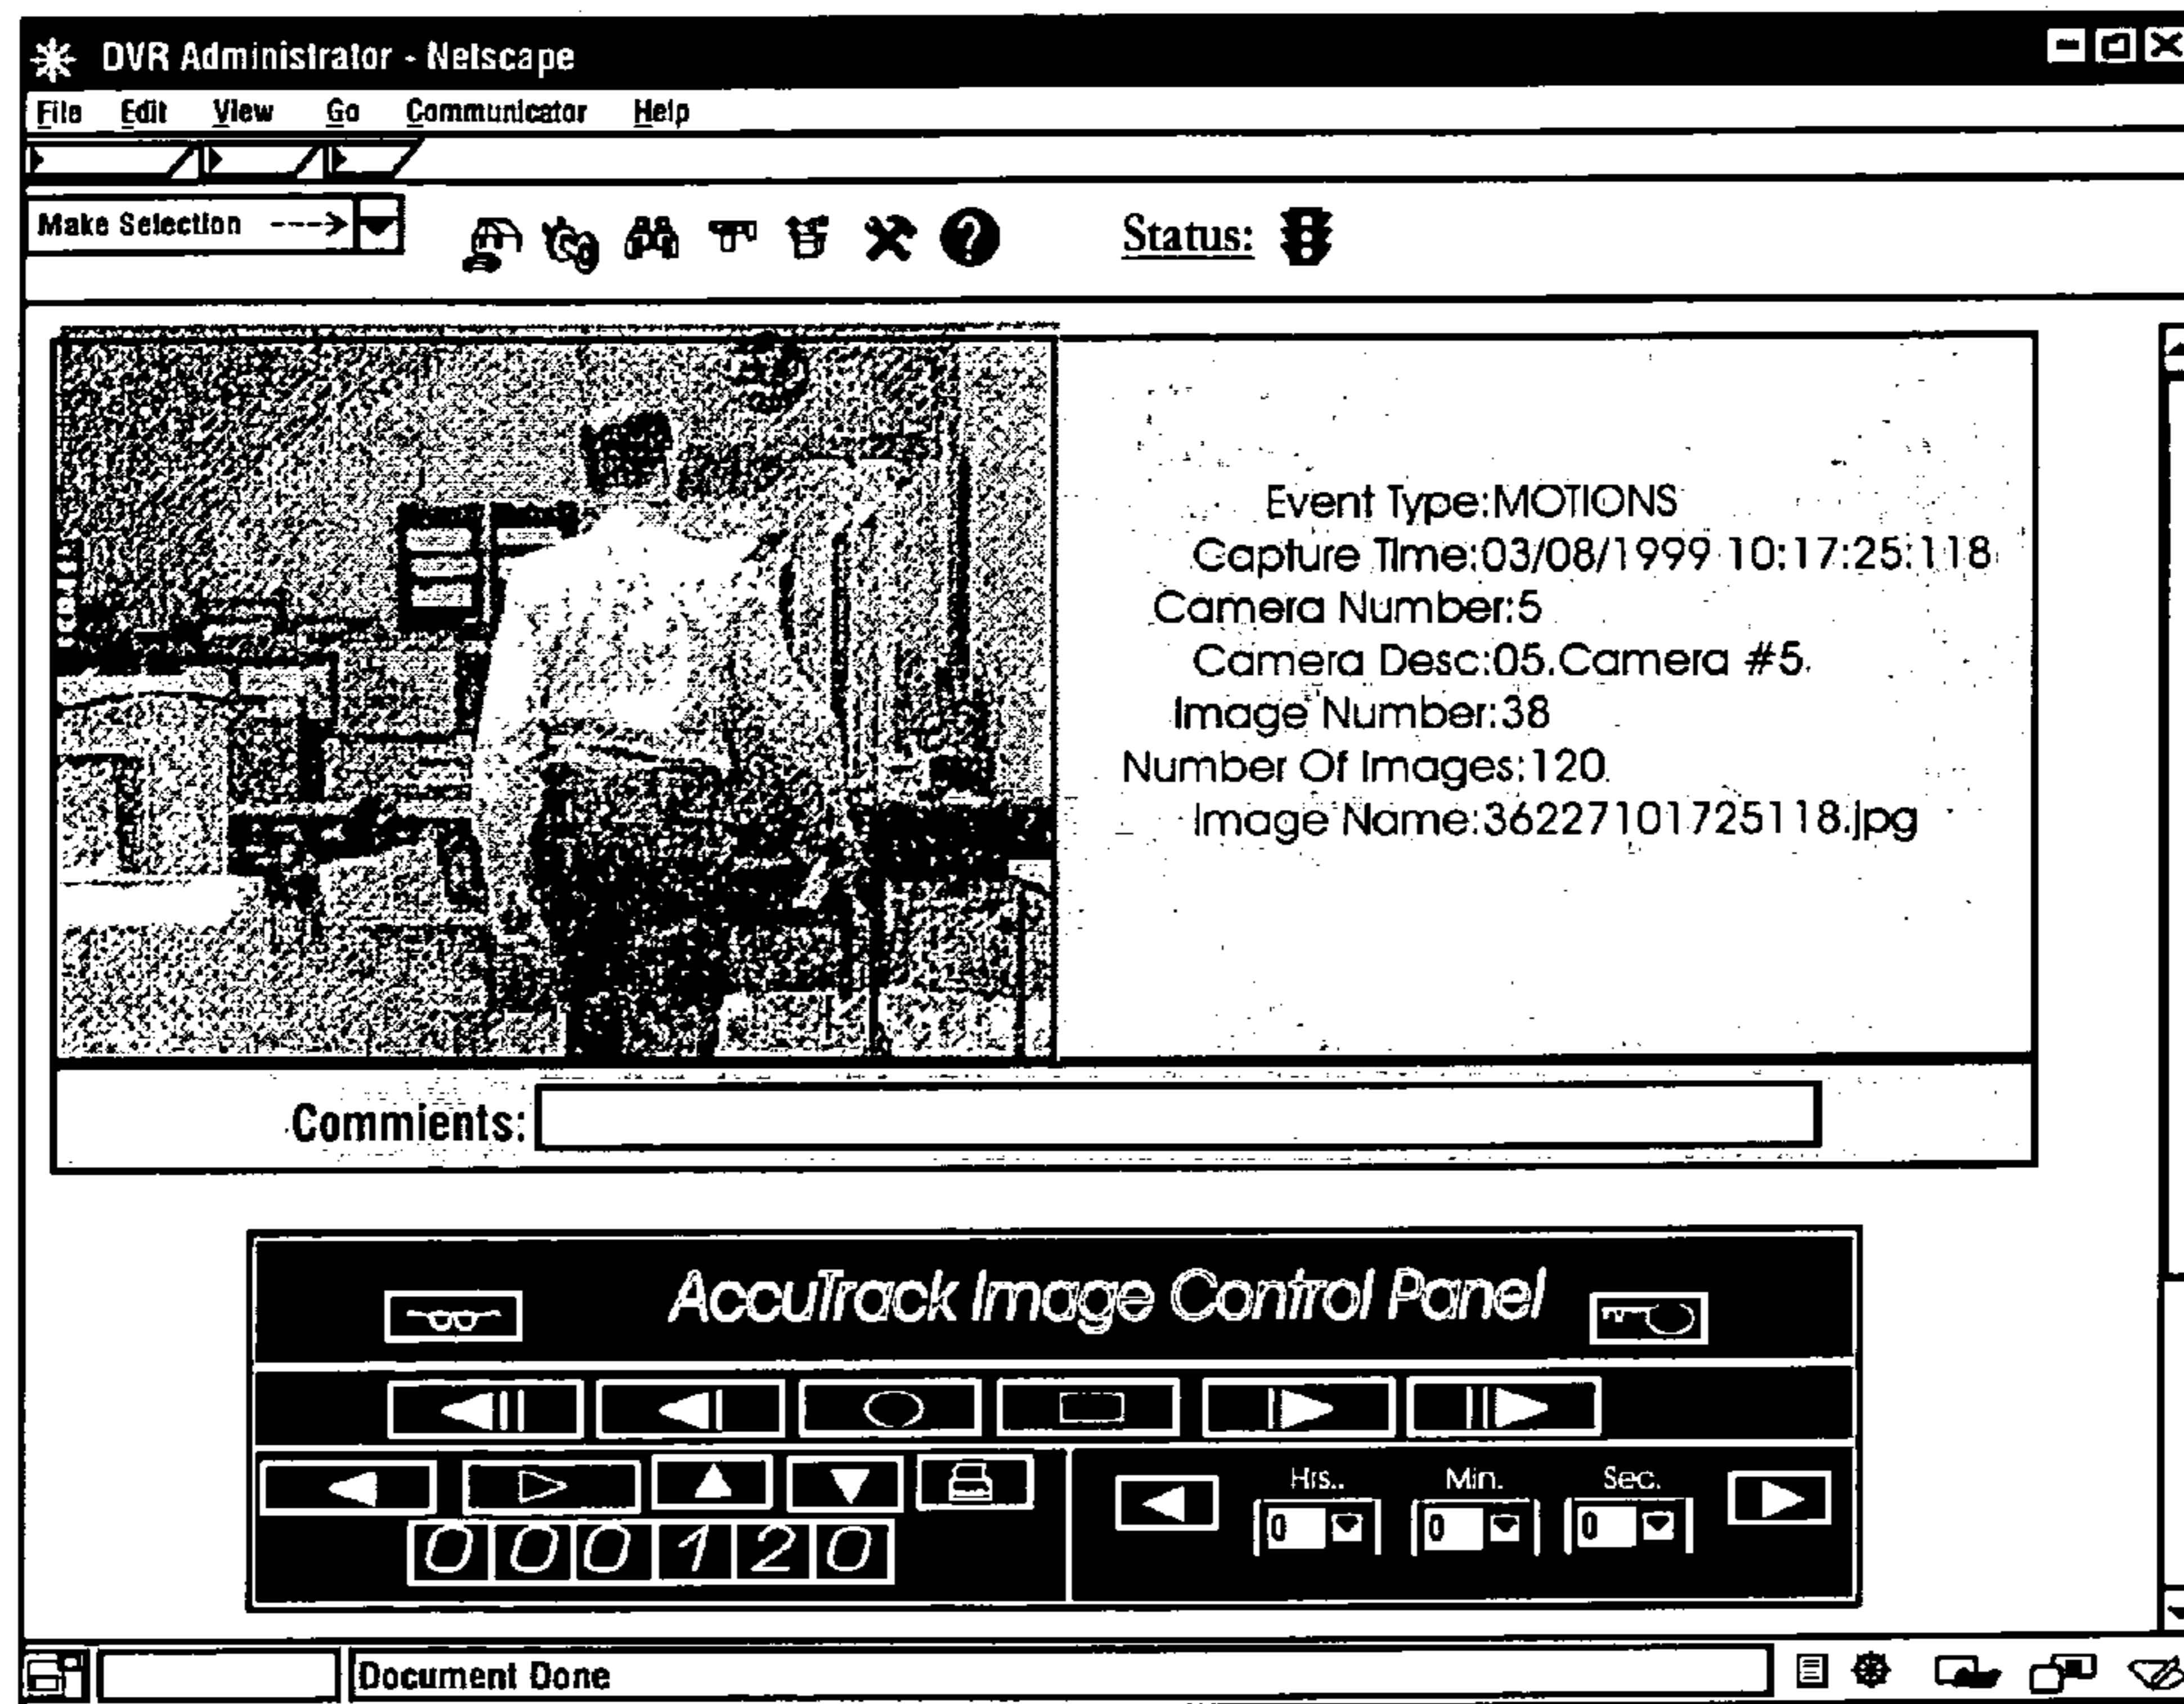 DVR Administrator - Netscape
File Edit View Go Communicator Help
Make Selection --->
? Status:
Event Type:MOTIONS
Capture Time:03/08/1999 10:17:25:118
Camera Number:5
Camera Desc:05.Camera #5.
Image Number:38
Number Of Images:120.
Image Name:36227101725118.jpg
Commients:
AccuTrack Image Control Panel
Hrs.. Min. Sec.
0 0 0
000120
Document Done